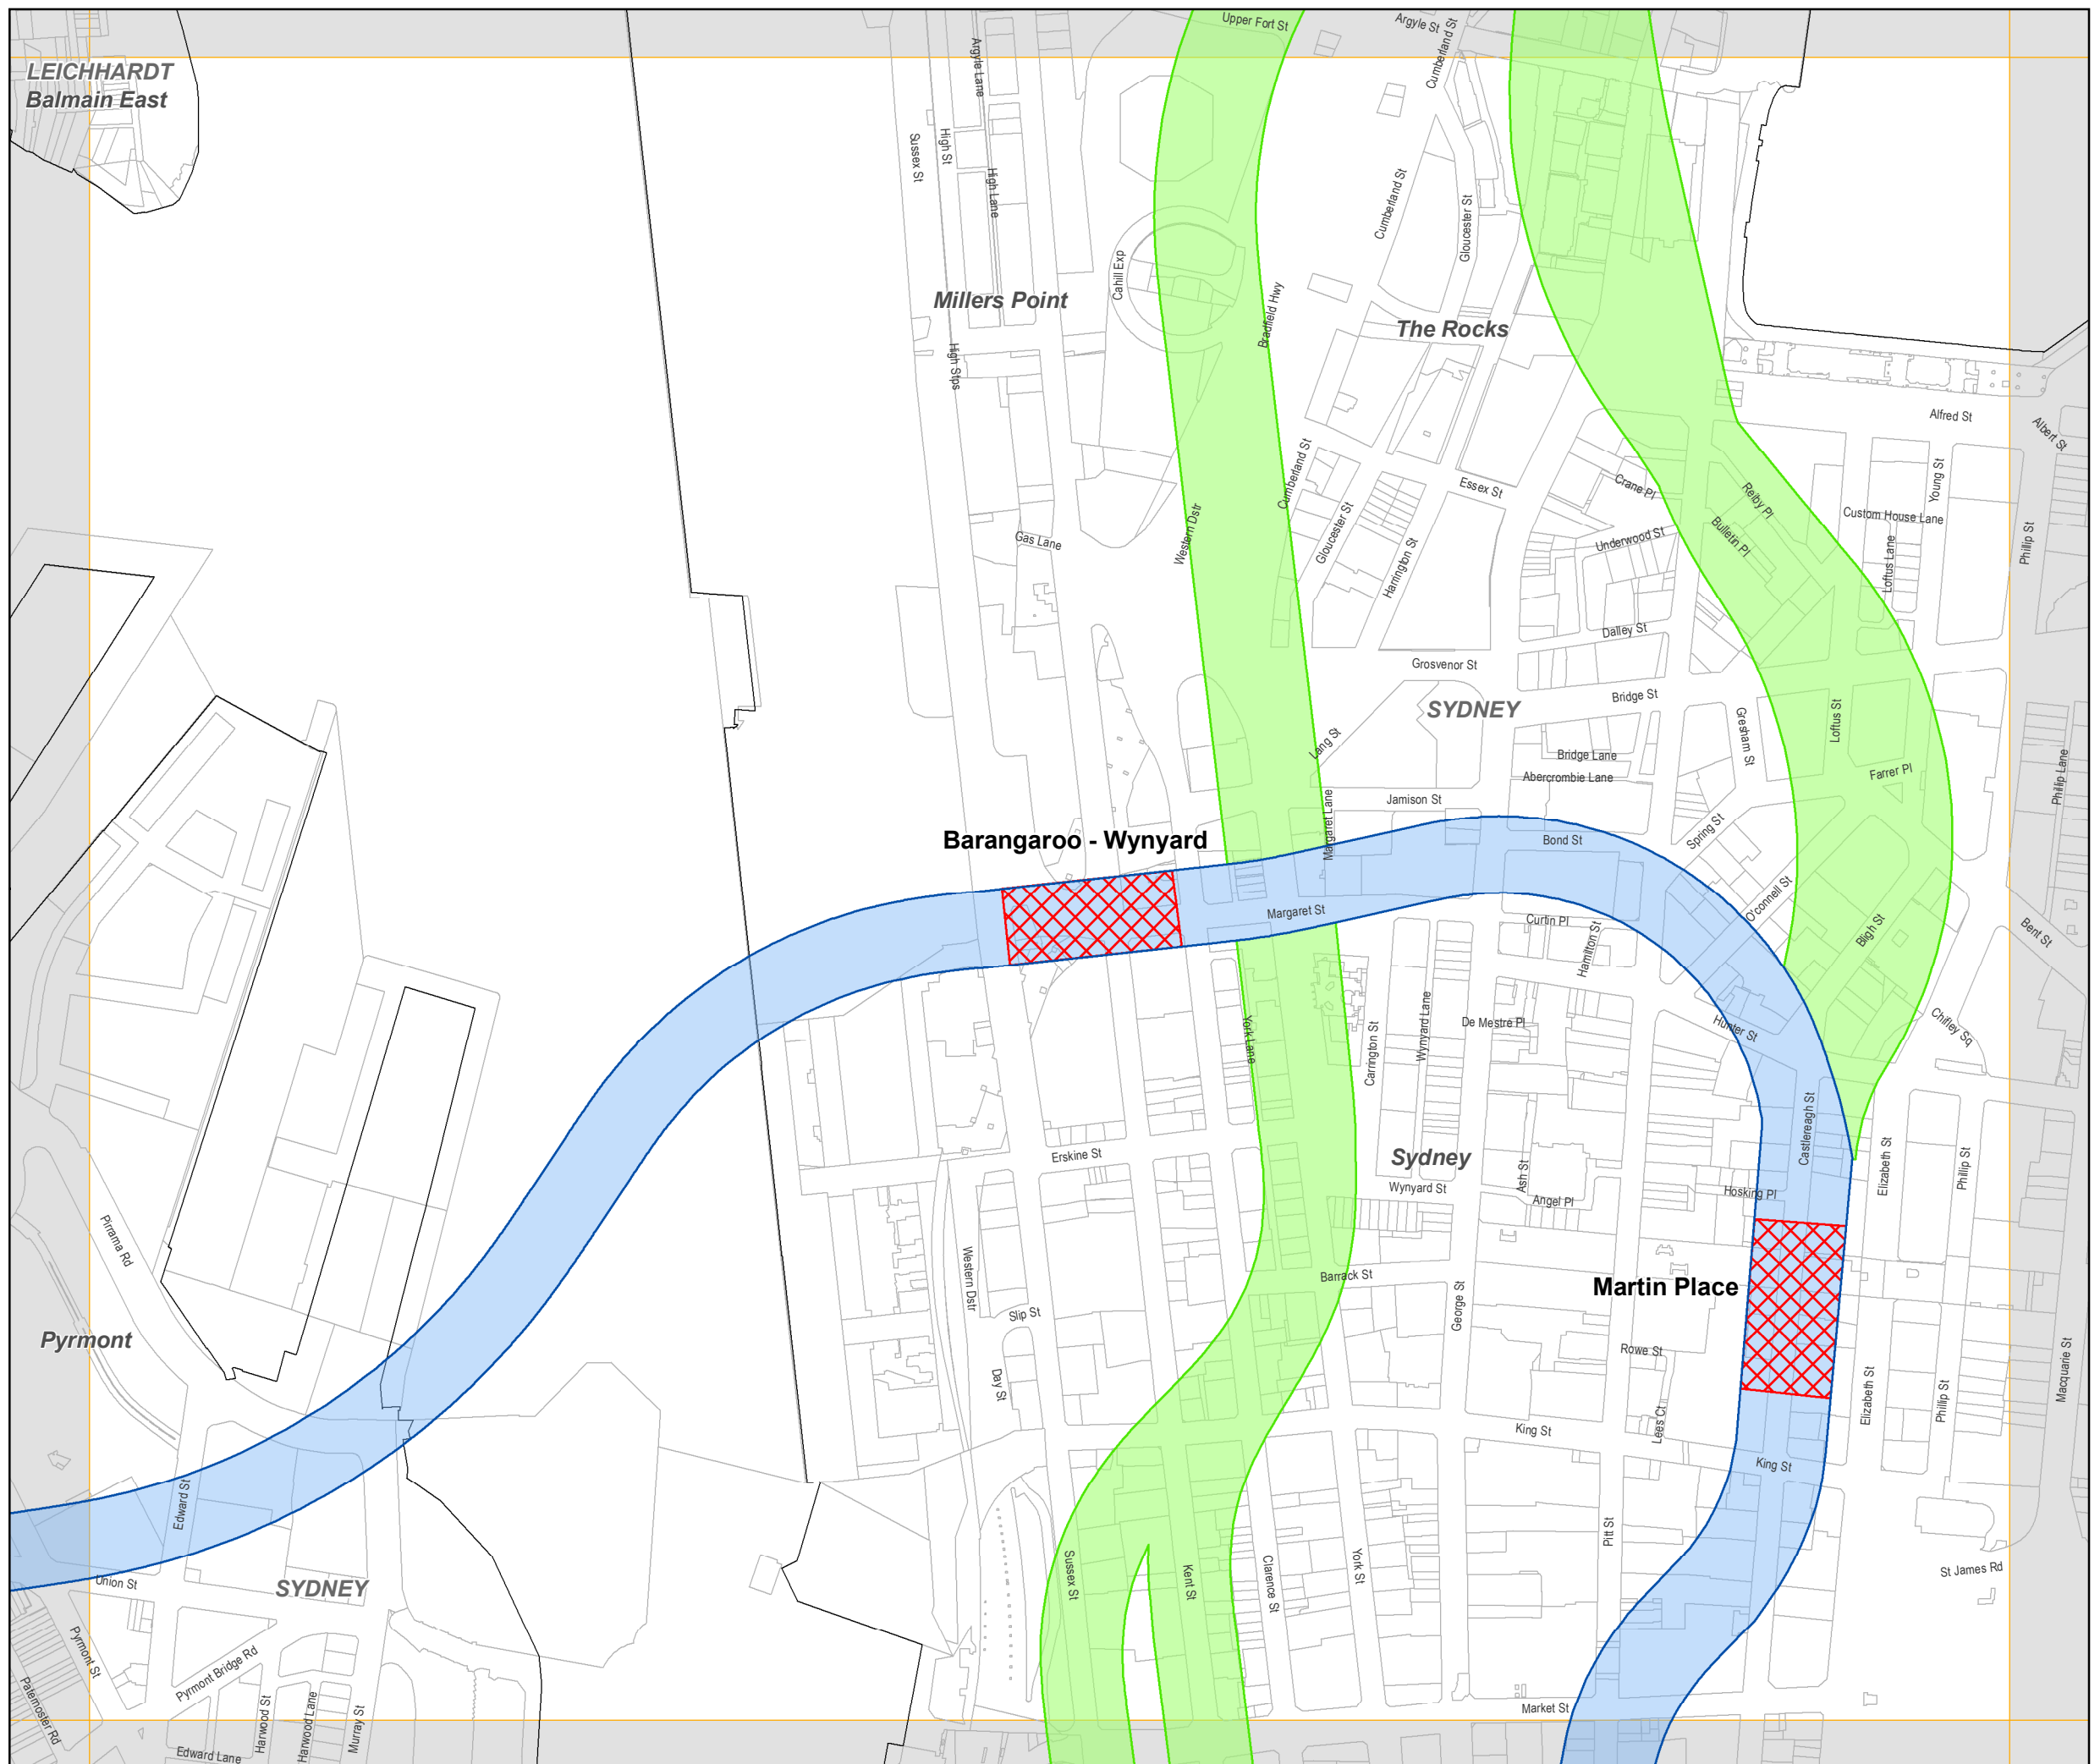 Upper Fort St
Argyle St
Cumberland St
Argyle Lane
LEICHHARDT
Balmain East
Sussex St
High St
High Lane
Cumberland St
Gloucester St
Cahill Exp
Millers Point
Bradfield Hwy
The Rocks
High Stps
Alfred St
Albert St
Cumberland St
Essex St
Crane Pl
Reiby Pl
Young St
Custom House Lane
Gas Lane
Western Dstr
Gloucester St
Harrington St
Underwood St
Bulletin Pl
Loftus Lane
Phillip St
Dalley St
Grosvenor St
Bridge St
SYDNEY
Lang St
Gresham St
Loftus St
Bridge Lane
Abercrombie Lane
Farrer Pl
Phillip Lane
Jamison St
Margaret Lane
Barangaroo - Wynyard
Bond St
Spring St
O'connell St
Margaret St
Curtin Pl
Hamilton St
Bligh St
Bent St
York Lane
Carrington St
Wynyard Lane
De Mestre Pl
Hunter St
Chifley Sq
Castlereagh St
Erskine St
Sydney
Wynyard St
Ash St
Angel Pl
Hosking Pl
Elizabeth St
Phillip St
Pirrama Rd
Western Dstr
Barrack St
George St
Martin Place
Slip St
Pyrmont
Rowe St
Day St
Lees Ct
Elizabeth St
Phillip St
Macquarie St
King St
King St
Edward St
Pitt St
Union St
SYDNEY
Sussex St
Kent St
Clarence St
York St
St James Rd
Pyrmont St
Pyrmont Bridge Rd
Paternoster Rd
Harwood St
Harwood Lane
Murray St
Market St
Edward Lane